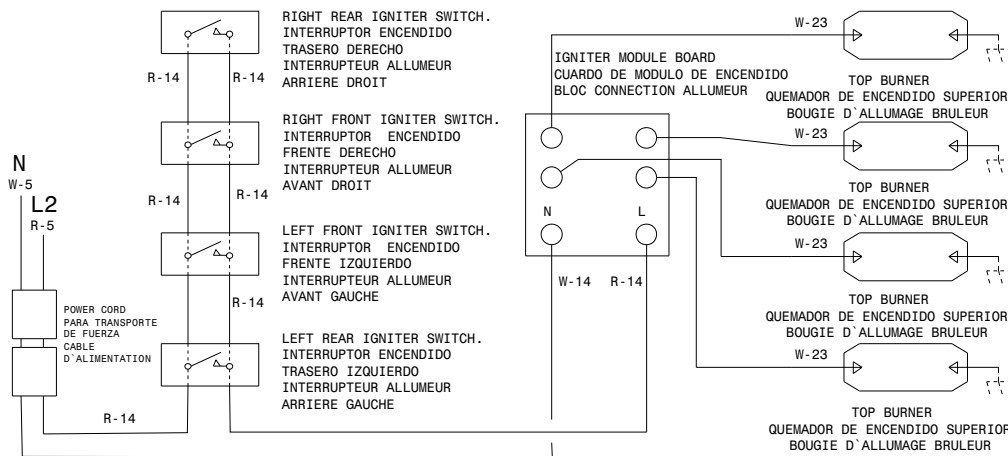 RIGHT REAR IGNITER SWITCH.
INTERRUPTOR ENCENDIDO
TRASERO DERECHO
INTERRUPTEUR ALLUMEUR
ARRIERE DROIT
R-14
R-14
RIGHT FRONT IGNITER SWITCH.
INTERRUPTOR ENCENDIDO
FRENTE DERECHO
INTERRUPTEUR ALLUMEUR
AVANT DROIT
R-14
R-14
N
W-5
L2
R-5
LEFT FRONT IGNITER SWITCH.
INTERRUPTOR ENCENDIDO
FRENTE IZQUIERDO
INTERRUPTEUR ALLUMEUR
AVANT GAUCHE
R-14
POWER CORD
PARA TRANSPORTE
DE FUERZA
CABLE
D`ALIMENTATION
LEFT REAR IGNITER SWITCH.
INTERRUPTOR ENCENDIDO
TRASERO IZQUIERDO
INTERRUPTEUR ALLUMEUR
ARRIERE GAUCHE
R-14
IGNITER MODULE BOARD
CUARDO DE MODULO DE ENCENDIDO
BLOC CONNECTION ALLUMEUR
N
L
W-14
R-14
W-23
TOP BURNER
QUEMADOR DE ENCENDIDO SUPERIOR
BOUGIE D`ALLUMAGE BRULEUR
W-23
TOP BURNER
QUEMADOR DE ENCENDIDO SUPERIOR
BOUGIE D`ALLUMAGE BRULEUR
W-23
TOP BURNER
QUEMADOR DE ENCENDIDO SUPERIOR
BOUGIE D`ALLUMAGE BRULEUR
W-23
TOP BURNER
QUEMADOR DE ENCENDIDO SUPERIOR
BOUGIE D`ALLUMAGE BRULEUR